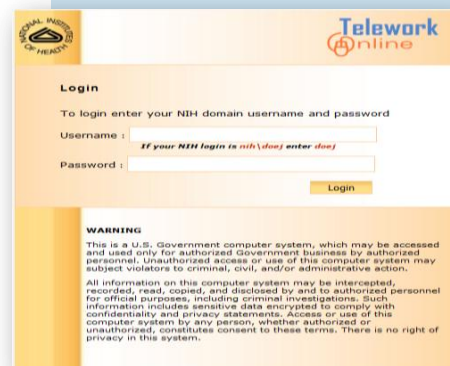 NATIONAL INSTITUTES OF HEALTH
Telework
@nline
Login
To login enter your NIH domain username and password
Username :
If your NIH login is nih\doej enter doej
Password :
Login
WARNING
This is a U.S. Government computer system, which may be accessed
and used only for authorized Government business by authorized
personnel. Unauthorized access or use of this computer system may
subject violators to criminal, civil, and/or administrative action.
All information on this computer system may be intercepted,
recorded, read, copied, and disclosed by and to authorized personnel
for official purposes, including criminal investigations. Such
information includes sensitive data encrypted to comply with
confidentiality and privacy statements. Access or use of this
computer system by any person, whether authorized or
unauthorized, constitutes consent to these terms. There is no right of
privacy in this system.